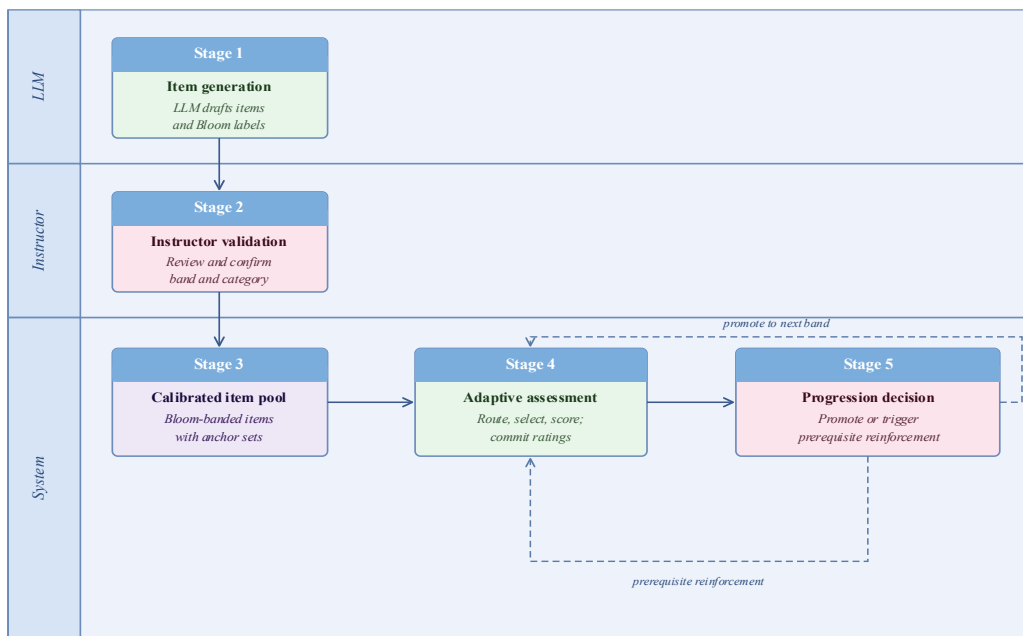 LLM
Stage 1
Item generation
LLM drafts items
and Bloom labels
Instructor
Stage 2
Instructor validation
Review and confirm
band and category
System
promote to next band
Stage 3
Calibrated item pool
Bloom-banded items
with anchor sets
Stage 4
Adaptive assessment
Route, select, score;
commit ratings
Stage 5
Progression decision
Promote or trigger
prerequisite reinforcement
prerequisite reinforcement